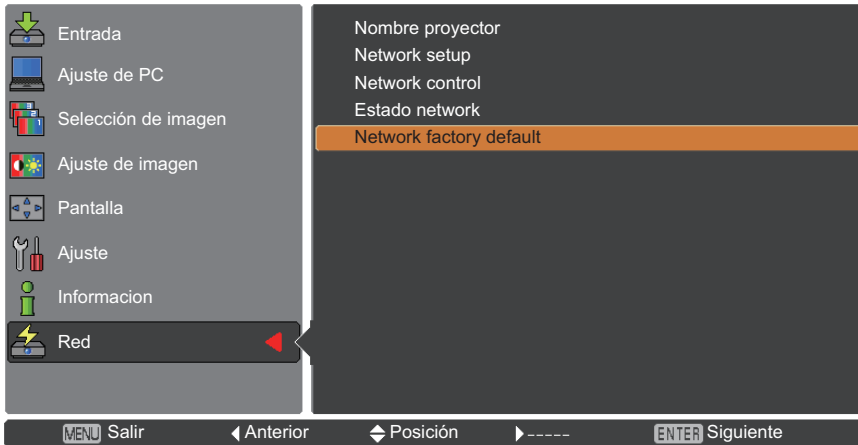 Entrada
Ajuste de PC
Selección de imagen
Ajuste de imagen
Pantalla
Ajuste
Informacion
Red
Nombre proyector
Network setup
Network control
Estado network
Network factory default
MENU Salir Anterior Posición ----- ENTER Siguiente